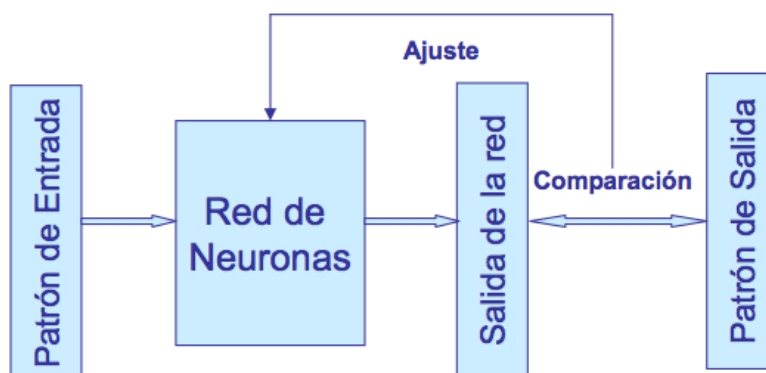 Ajuste
Patrón de Entrada
Red de
Neuronas
Salida de la red
Comparación
Patrón de Salida